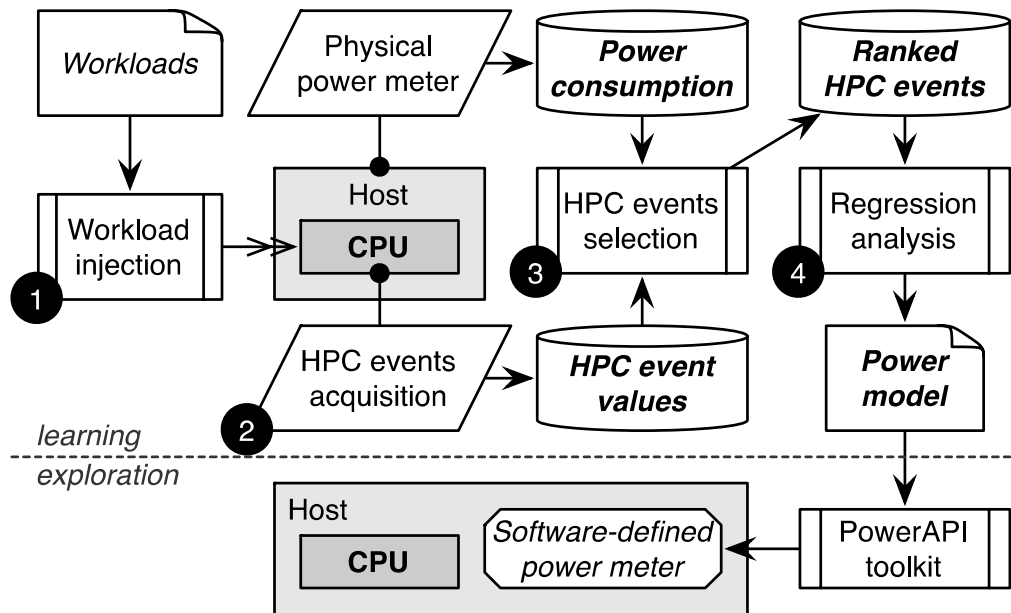 Workloads
Physical
power meter
Power
consumption
Ranked
HPC events
Workload
injection
1
Host
CPU
HPC events
selection
3
Regression
analysis
4
HPC events
acquisition
2
HPC event
values
Power
model
learning
exploration
Host
CPU
Software-defined
power meter
PowerAPI
toolkit